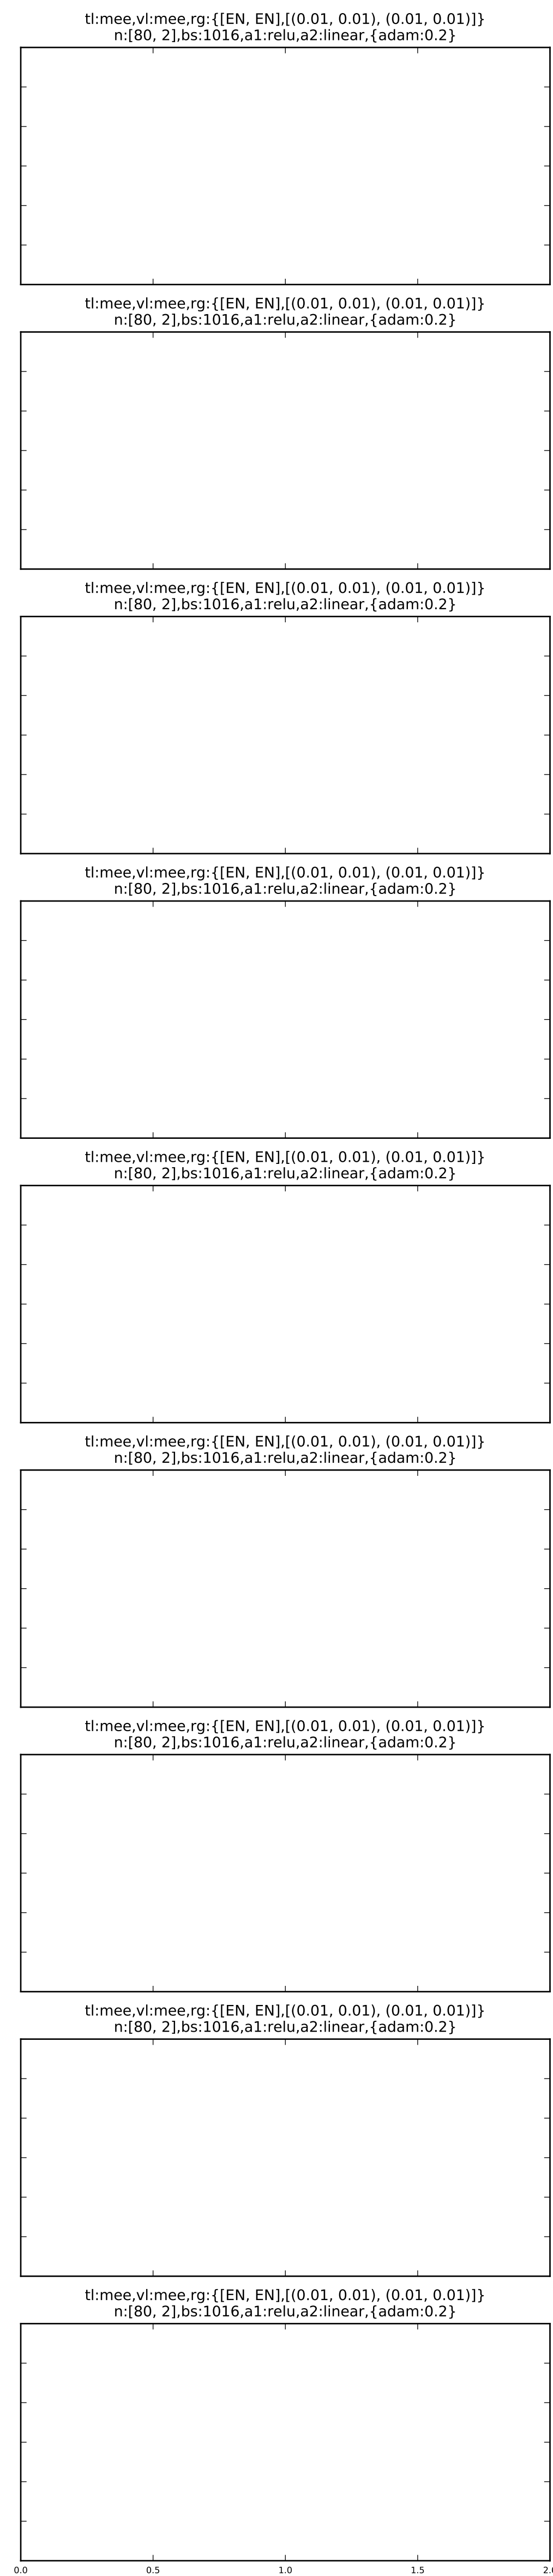 tl:mee,vl:mee,rg:{[EN, EN],[(0.01, 0.01), (0.01, 0.01)]}
n:[80, 2],bs:1016,a1:relu,a2:linear,{adam:0.2}
tl:mee,vl:mee,rg:{[EN, EN],[(0.01, 0.01), (0.01, 0.01)]}
n:[80, 2],bs:1016,a1:relu,a2:linear,{adam:0.2}
tl:mee,vl:mee,rg:{[EN, EN],[(0.01, 0.01), (0.01, 0.01)]}
n:[80, 2],bs:1016,a1:relu,a2:linear,{adam:0.2}
tl:mee,vl:mee,rg:{[EN, EN],[(0.01, 0.01), (0.01, 0.01)]}
n:[80, 2],bs:1016,a1:relu,a2:linear,{adam:0.2}
tl:mee,vl:mee,rg:{[EN, EN],[(0.01, 0.01), (0.01, 0.01)]}
n:[80, 2],bs:1016,a1:relu,a2:linear,{adam:0.2}
tl:mee,vl:mee,rg:{[EN, EN],[(0.01, 0.01), (0.01, 0.01)]}
n:[80, 2],bs:1016,a1:relu,a2:linear,{adam:0.2}
tl:mee,vl:mee,rg:{[EN, EN],[(0.01, 0.01), (0.01, 0.01)]}
n:[80, 2],bs:1016,a1:relu,a2:linear,{adam:0.2}
tl:mee,vl:mee,rg:{[EN, EN],[(0.01, 0.01), (0.01, 0.01)]}
n:[80, 2],bs:1016,a1:relu,a2:linear,{adam:0.2}
tl:mee,vl:mee,rg:{[EN, EN],[(0.01, 0.01), (0.01, 0.01)]}
n:[80, 2],bs:1016,a1:relu,a2:linear,{adam:0.2}
0.0 0.5 1.0 1.5